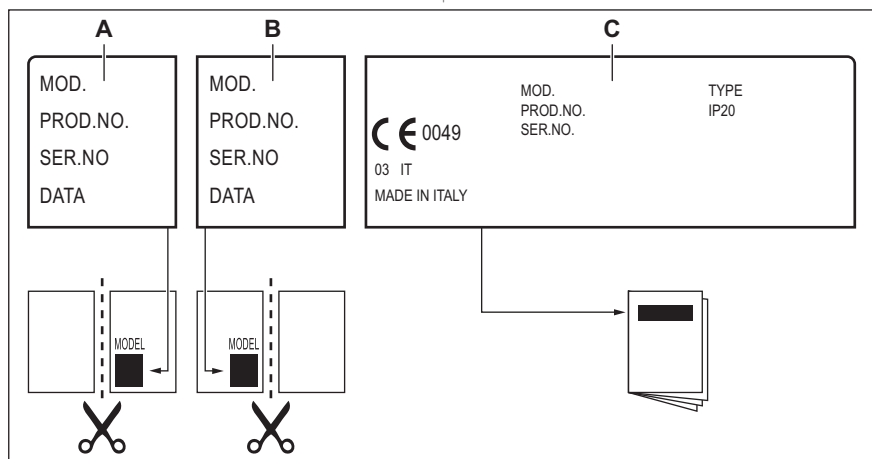 A
B
C
MOD.
PROD.NO.
SER.NO
DATA
MOD.
PROD.NO.
SER.NO
DATA
MOD.
PROD.NO.
SER.NO.
TYPE
IP20
CE 0049
03 IT
MADE IN ITALY
MODEL
MODEL